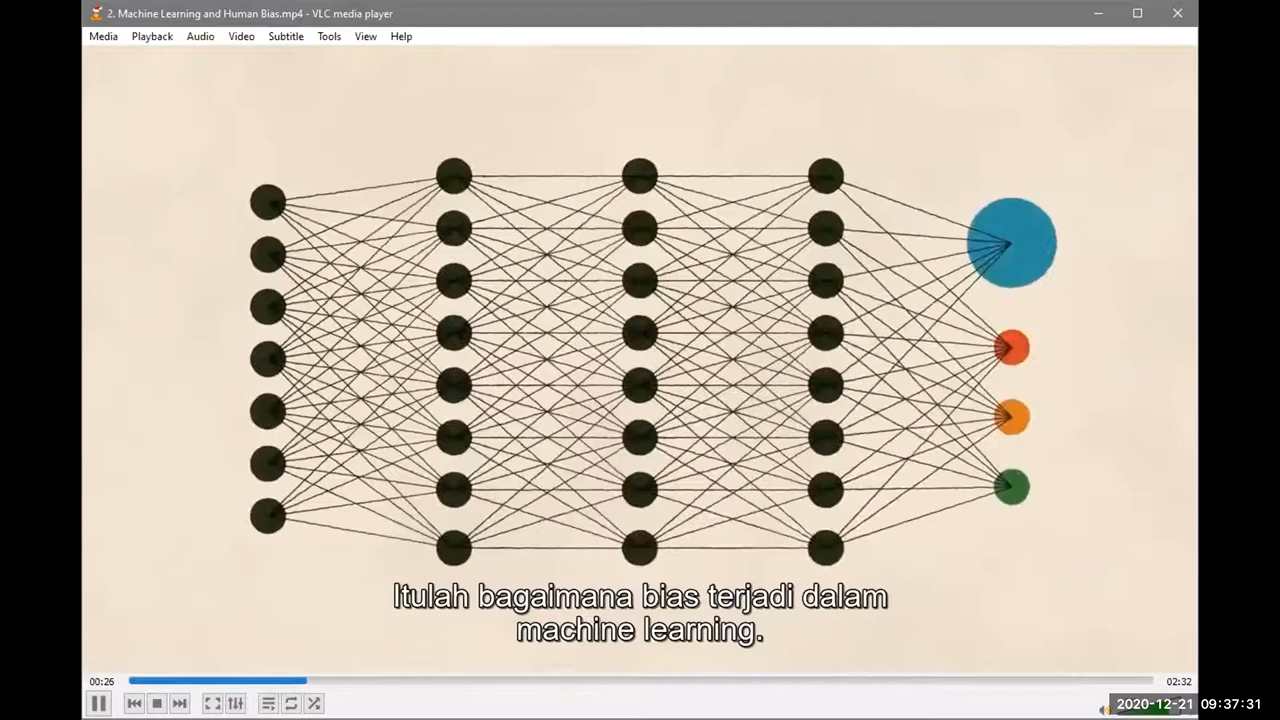 2. Machine Learning and Human Bias.mp4 - VLC media player
Media Playback Audio Video Subtitle Tools View Help
Itulah bagaimana bias terjadi dalam
machine learning.
00:26
02:32
2020-12-21 09:37:31